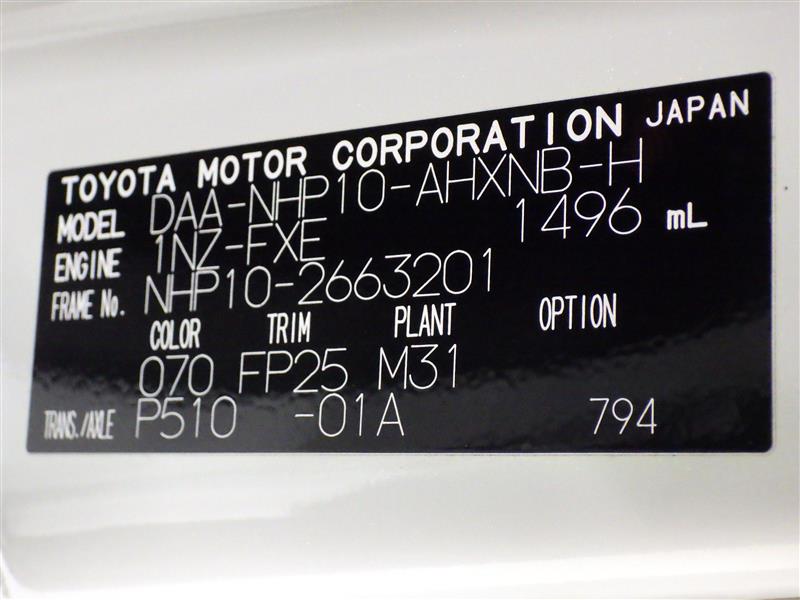 TOYOTA MOTOR CORPORATION JAPAN
MODEL DAA-NHP10-AHXNB-H
ENGINE 1NZ-FXE 1496 mL
FRAME No. NHP10-2663201
COLOR TRIM PLANT OPTION
070 FP25 M31
TRANS./AXLE P510 -01A 794